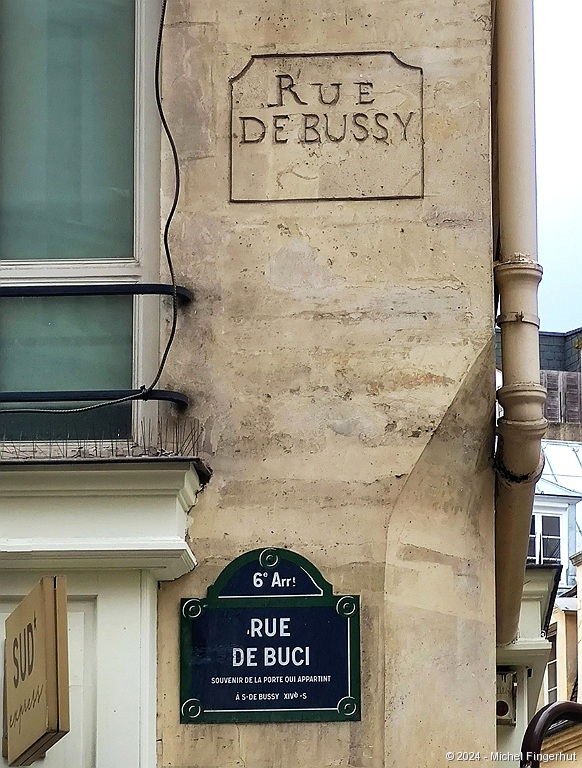 RUE
DE BUSSY
6ᵉ Arrᵗ
RUE
DE BUCI
SOUVENIR DE LA PORTE QUI APPARTINT
À S-DE BUSSY XIVᵉ-S
SUD
express
© 2024 - Michel Fingerhut